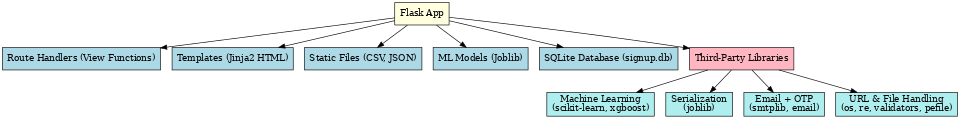 Flask App
Route Handlers (View Functions)
Templates (Jinja2 HTML)
Static Files (CSV, JSON)
ML Models (Joblib)
SQLite Database (signup.db)
Third-Party Libraries
Machine Learning
(scikit-learn, xgboost)
Serialization
(joblib)
Email + OTP
(smtplib, email)
URL & File Handling
(os, re, validators, pefile)